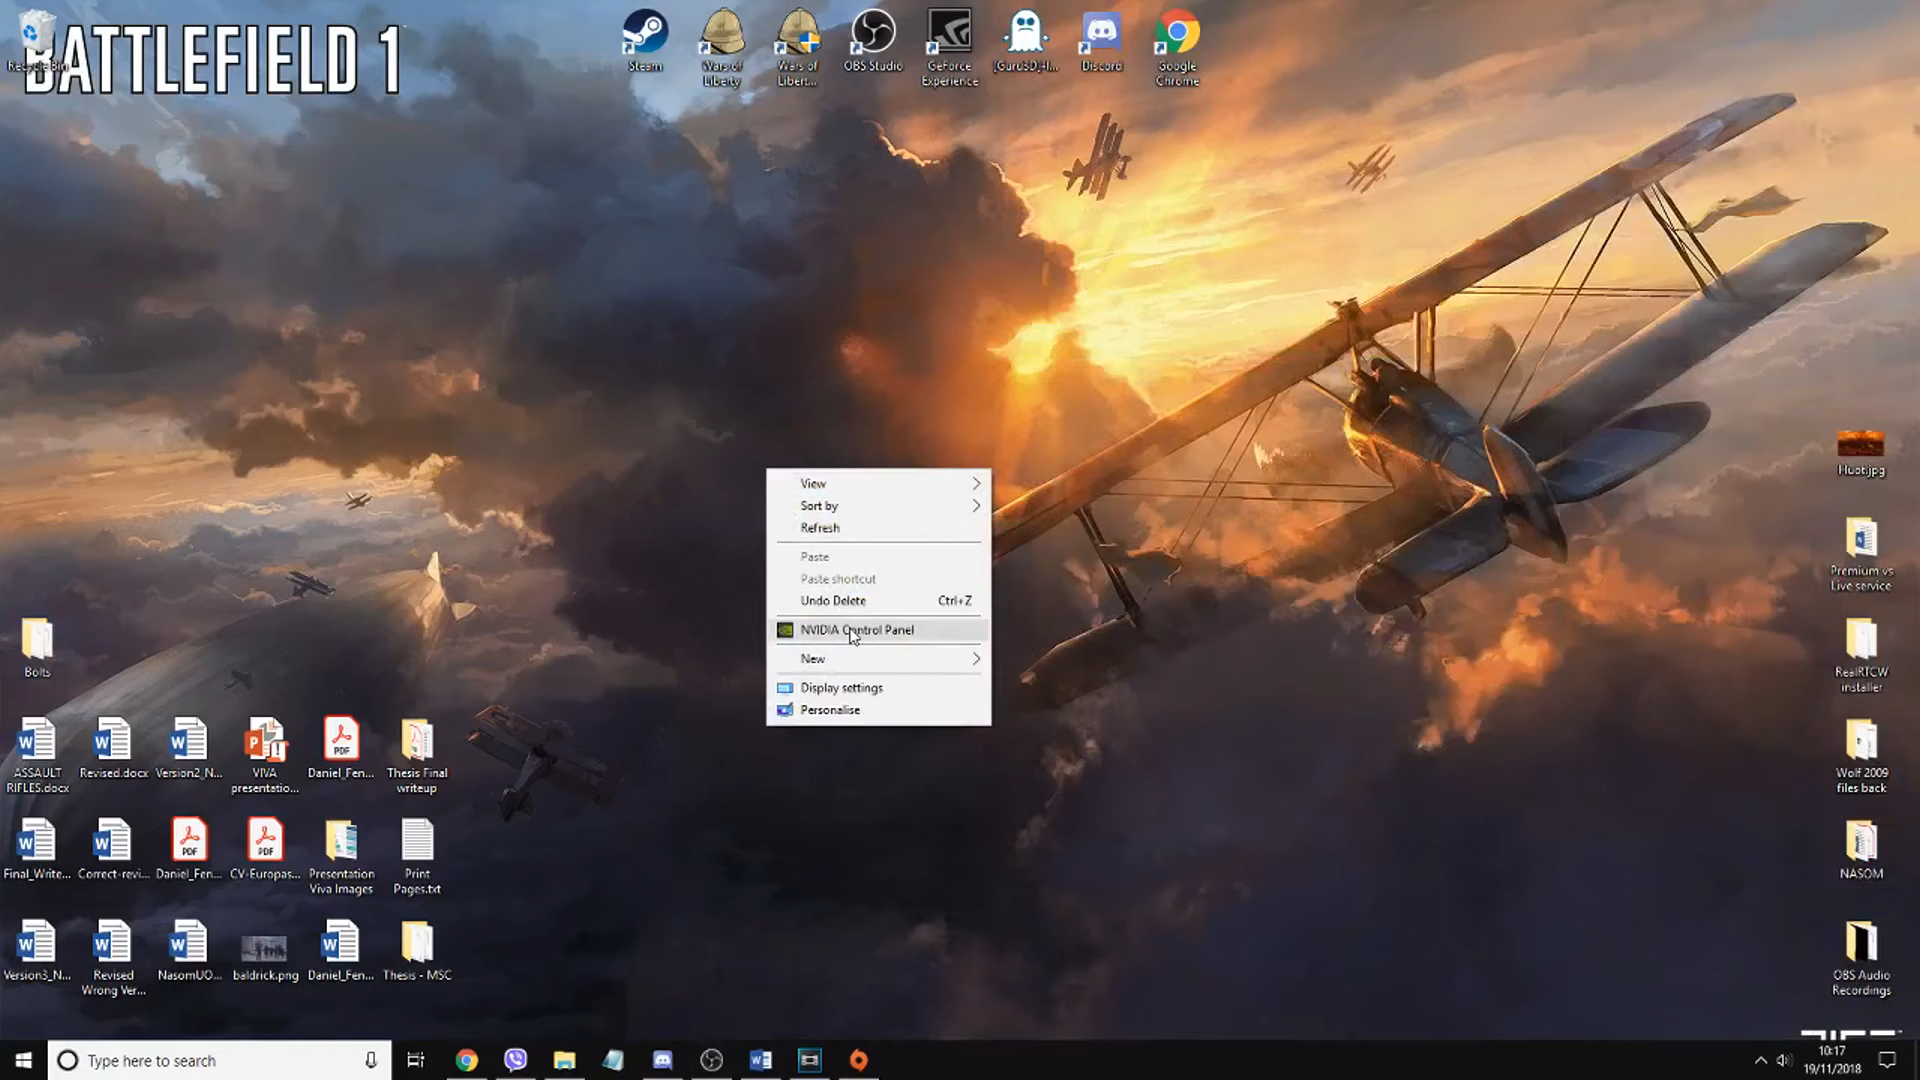 BATTLEFIELD 1
Recycle Bin
Steam
Wars of
Liberty
Wars of
Libert...
OBS Studio
GeForce
Experience
[Guru3D]-I...
Discord
Google
Chrome
View
Sort by
Refresh
Paste
Paste shortcut
Undo Delete Ctrl+Z
NVIDIA Control Panel
New
Display settings
Personalise
Huot.jpg
Premium vs
Live service
RealRTCW
installer
Wolf 2009
files back
NASOM
OBS Audio
Recordings
Bolts
ASSAULT
RIFLES.docx
Revised.docx
Version2_N...
VIVA
presentatio...
Daniel_Fen...
Thesis Final
writeup
Final_Write...
Correct-revi...
Daniel_Fen...
CV-Europas...
Presentation
Viva Images
Print
Pages.txt
Version3_N...
Revised
Wrong Ver...
NasomUO...
baldrick.png
Daniel_Fen...
Thesis - MSC
Type here to search
10:17
19/11/2018